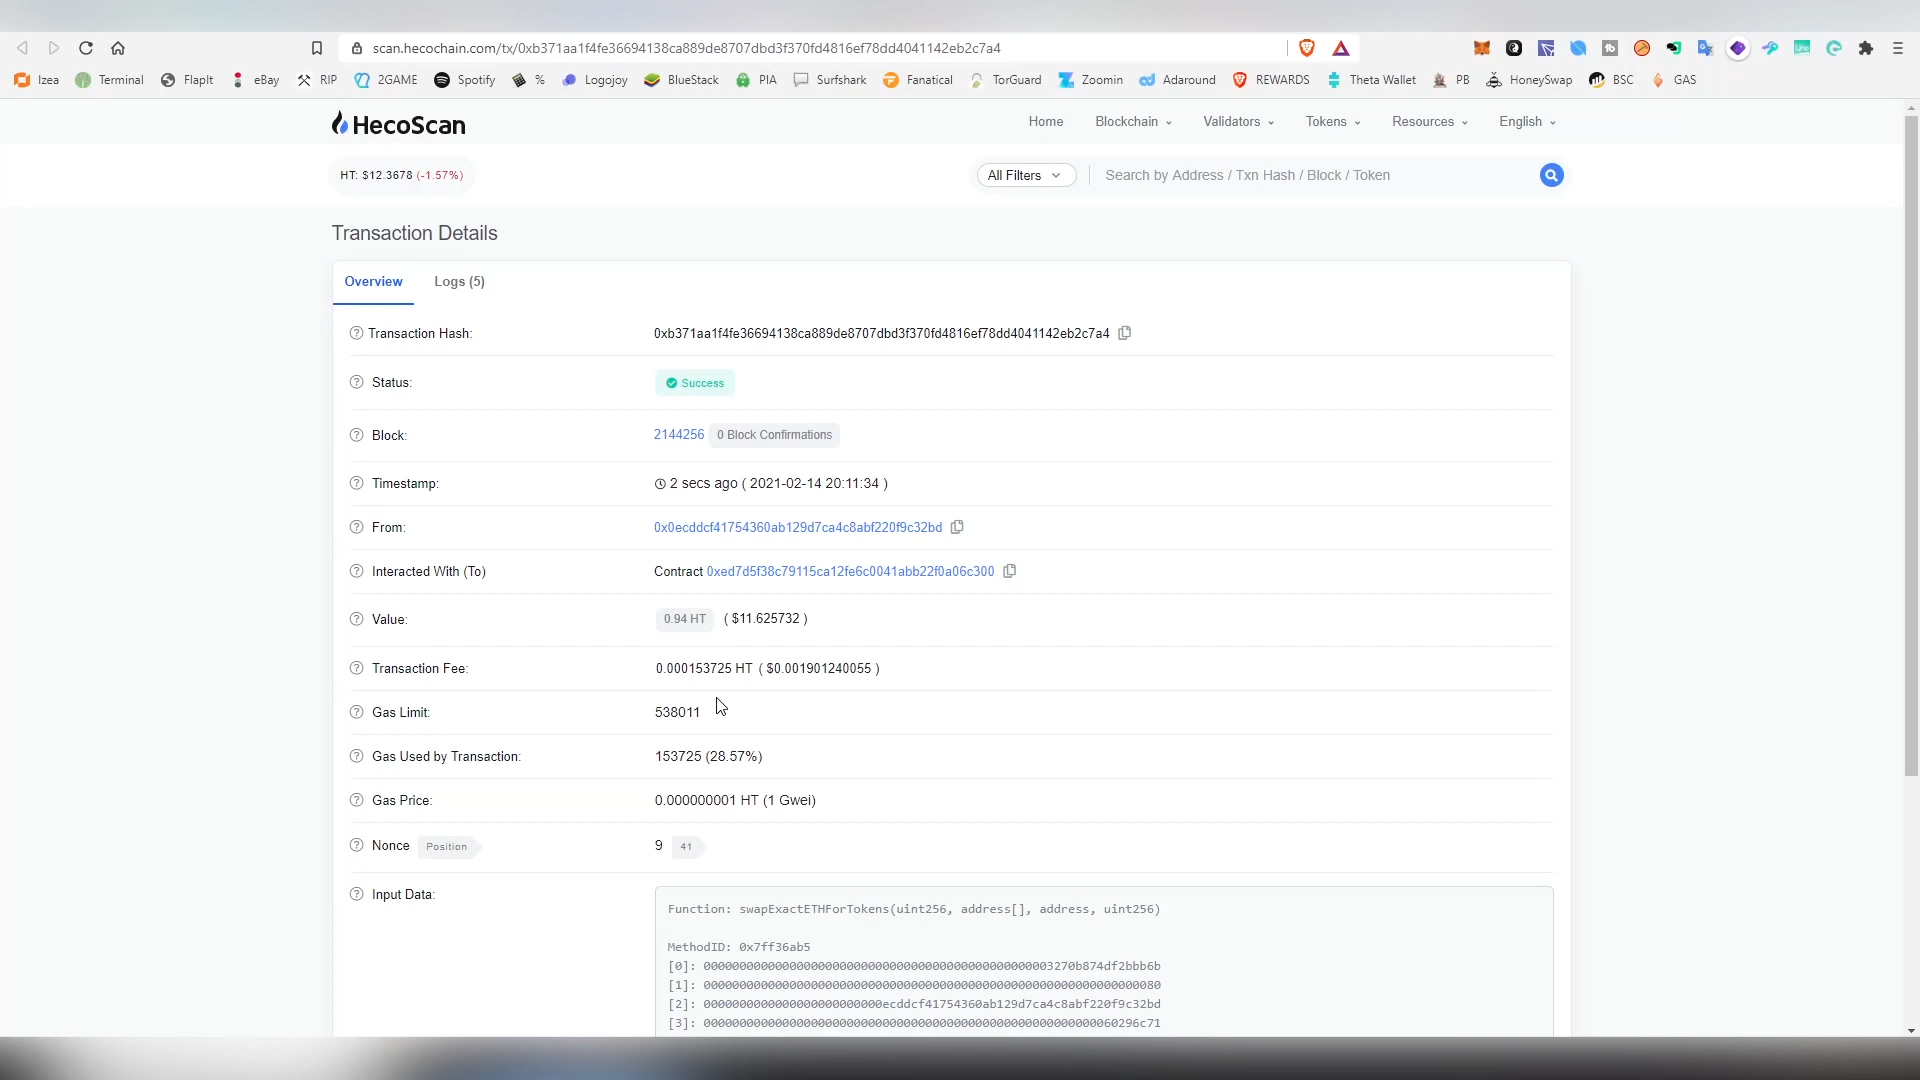 scan.hecochain.com/tx/0xb371aa1f4fe36694138ca889de8707dbd3f370fd4816ef78dd4041142eb2c7a4
Izea Terminal FlapIt eBay RIP 2GAME Spotify % Logojoy BlueStack PIA Surfshark Fanatical TorGuard Zoomin Adaround REWARDS Theta Wallet PB HoneySwap BSC GAS
HecoScan Home Blockchain Validators Tokens Resources English
HT: $12.3678 (-1.57%) All Filters Search by Address / Txn Hash / Block / Token
Transaction Details
Overview Logs (5)
Transaction Hash: 0xb371aa1f4fe36694138ca889de8707dbd3f370fd4816ef78dd4041142eb2c7a4
Status: Success
Block: 2144256 0 Block Confirmations
Timestamp: 2 secs ago ( 2021-02-14 20:11:34 )
From: 0x0ecddcf41754360ab129d7ca4c8abf220f9c32bd
Interacted With (To) Contract 0xed7d5f38c79115ca12fe6c0041abb22f0a06c300
Value: 0.94 HT ( $11.625732 )
Transaction Fee: 0.000153725 HT ( $0.001901240055 )
Gas Limit: 538011
Gas Used by Transaction: 153725 (28.57%)
Gas Price: 0.000000001 HT (1 Gwei)
Nonce Position 9 41
Input Data:
Function: swapExactETHForTokens(uint256, address[], address, uint256)
MethodID: 0x7ff36ab5
[0]: 0000000000000000000000000000000000000000000000003270b874df2bbb6b
[1]: 0000000000000000000000000000000000000000000000000000000000000080
[2]: 0000000000000000000000000ecddcf41754360ab129d7ca4c8abf220f9c32bd
[3]: 0000000000000000000000000000000000000000000000000000000060296c71